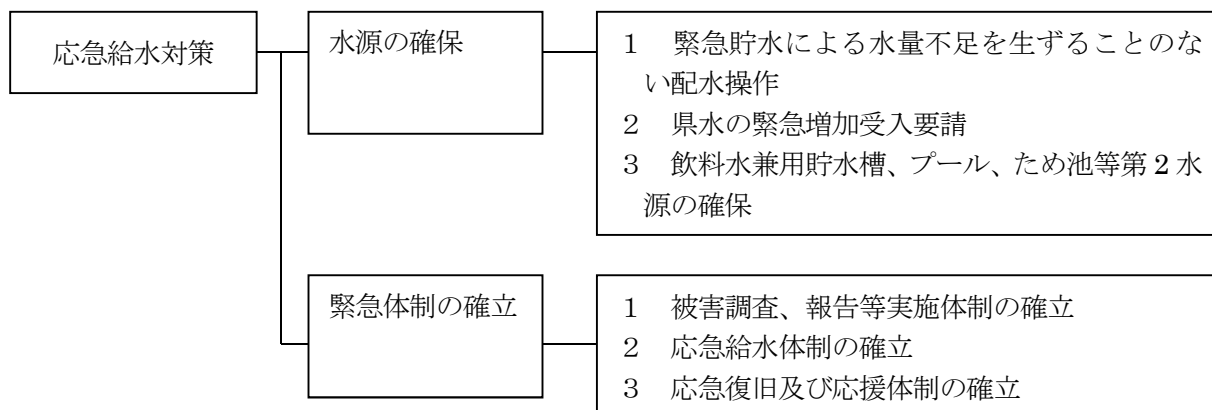 応急給水対策
水源の確保
1　緊急貯水による水量不足を生ずることのな
い配水操作
2　県水の緊急増加受入要請
3　飲料水兼用貯水槽、プール、ため池等第2水
源の確保
緊急体制の確立
1　被害調査、報告等実施体制の確立
2　応急給水体制の確立
3　応急復旧及び応援体制の確立